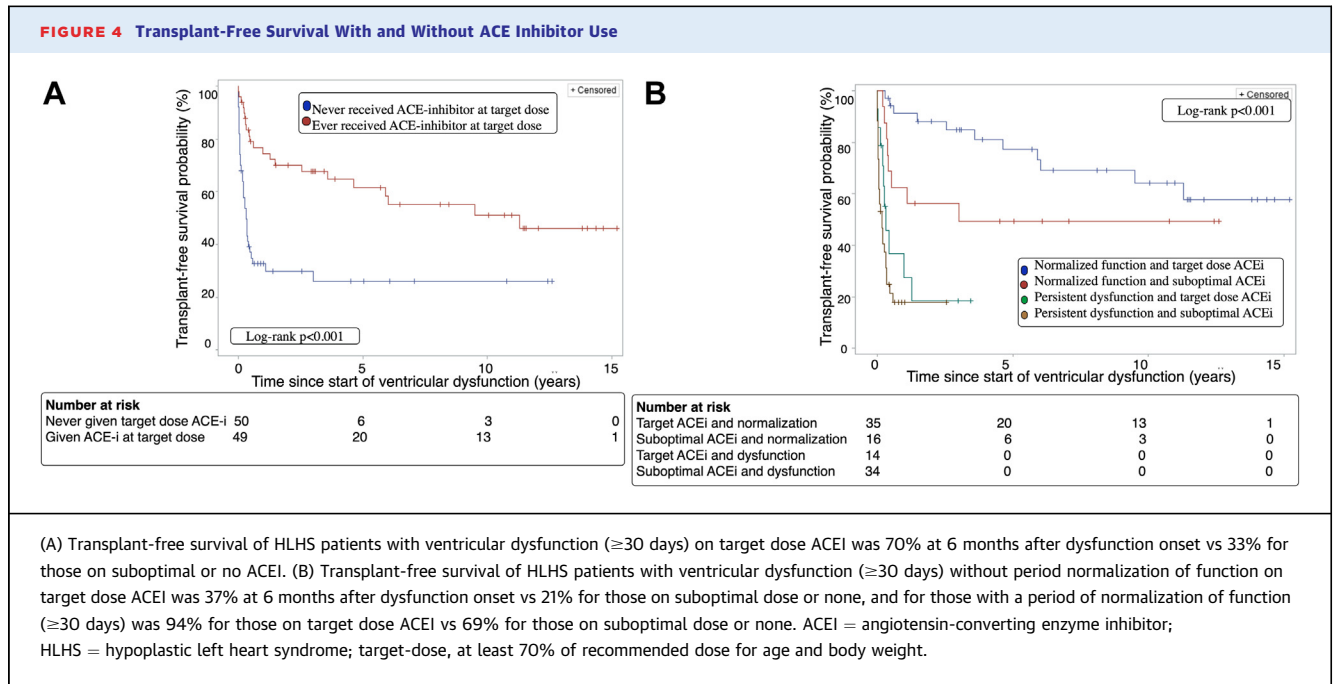 FIGURE 4 Transplant-Free Survival With and Without ACE Inhibitor Use
A
Transplant-free survival probability (%)
100
80
60
40
20
0
+ Censored
Never received ACE-inhibitor at target dose
Ever received ACE-inhibitor at target dose
Log-rank p<0.001
0 5 10 15
Time since start of ventricular dysfunction (years)
Number at risk
Never given target dose ACE-i 50 6 3 0
Given ACE-i at target dose 49 20 13 1
B
Transplant-free survival probability (%)
100
80
60
40
20
0
+ Censored
Log-rank p<0.001
Normalized function and target dose ACEi
Normalized function and suboptimal ACEi
Persistent dysfunction and target dose ACEi
Persistent dysfunction and suboptimal ACEi
0 5 10 15
Time since start of ventricular dysfunction (years)
Number at risk
Target ACEi and normalization 35 20 13 1
Suboptimal ACEi and normalization 16 6 3 0
Target ACEi and dysfunction 14 0 0 0
Suboptimal ACEi and dysfunction 34 0 0 0
(A) Transplant-free survival of HLHS patients with ventricular dysfunction (≥30 days) on target dose ACEI was 70% at 6 months after dysfunction onset vs 33% for
those on suboptimal or no ACEI. (B) Transplant-free survival of HLHS patients with ventricular dysfunction (≥30 days) without period normalization of function on
target dose ACEI was 37% at 6 months after dysfunction onset vs 21% for those on suboptimal dose or none, and for those with a period of normalization of function
(≥30 days) was 94% for those on target dose ACEI vs 69% for those on suboptimal dose or none. ACEI = angiotensin-converting enzyme inhibitor;
HLHS = hypoplastic left heart syndrome; target-dose, at least 70% of recommended dose for age and body weight.